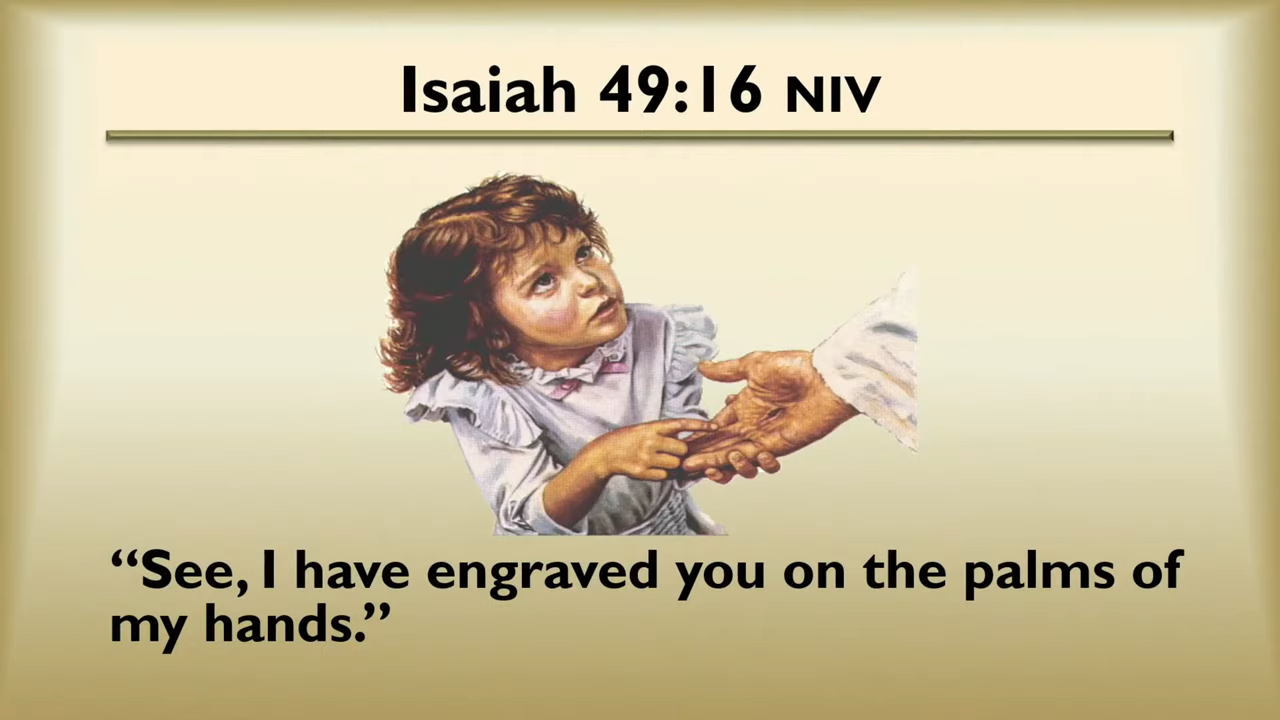 Isaiah 49:16 NIV
“See, I have engraved you on the palms of
my hands.”